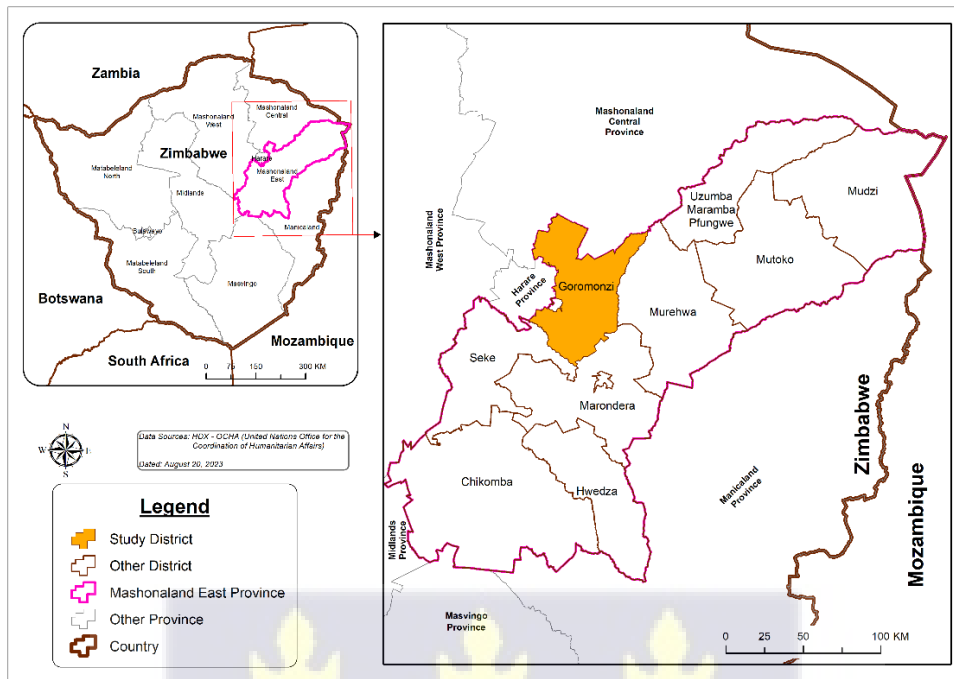 Zambia
Mashonaland
Central
Mashonaland
West
Zimbabwe
Harare
Mashonaland
East
Matabeleland
North
Midlands
Bulawayo
Manicaland
Matabeleland
South
Masvingo
Botswana
Mozambique
South Africa
0 75 150 300 KM
N
W E
S
Data Sources: HDX - OCHA (United Nations Office for the
Coordination of Humanitarian Affairs)
Dated: August 20, 2023
Legend
Study District
Other District
Mashonaland East Province
Other Province
Country
Mashonaland
Central
Province
Mashonaland
West Province
Harare
Province
Uzumba
Maramba
Pfungwe
Mudzi
Mutoko
Goromonzi
Murehwa
Seke
Marondera
Chikomba
Hwedza
Manicaland
Province
Midlands
Province
Masvingo
Province
Zimbabwe
Mozambique
0 25 50 100 KM